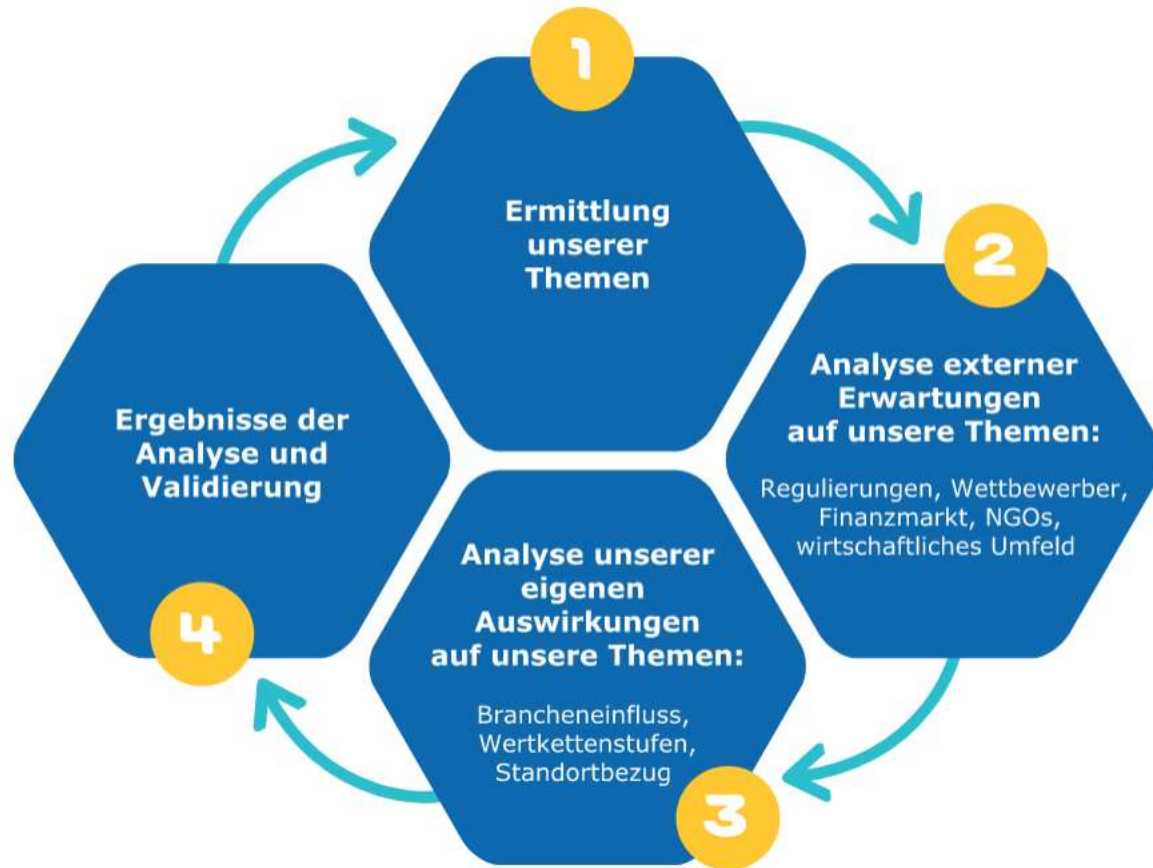 1
Ermittlung
unserer
Themen
2
Analyse externer
Erwartungen
auf unsere Themen:
Regulierungen, Wettbewerber,
Finanzmarkt, NGOs,
wirtschaftliches Umfeld
Analyse unserer
eigenen
Auswirkungen
auf unsere Themen:
Brancheneinfluss,
Wertkettenstufen,
Standortbezug
3
Ergebnisse der
Analyse und
Validierung
4